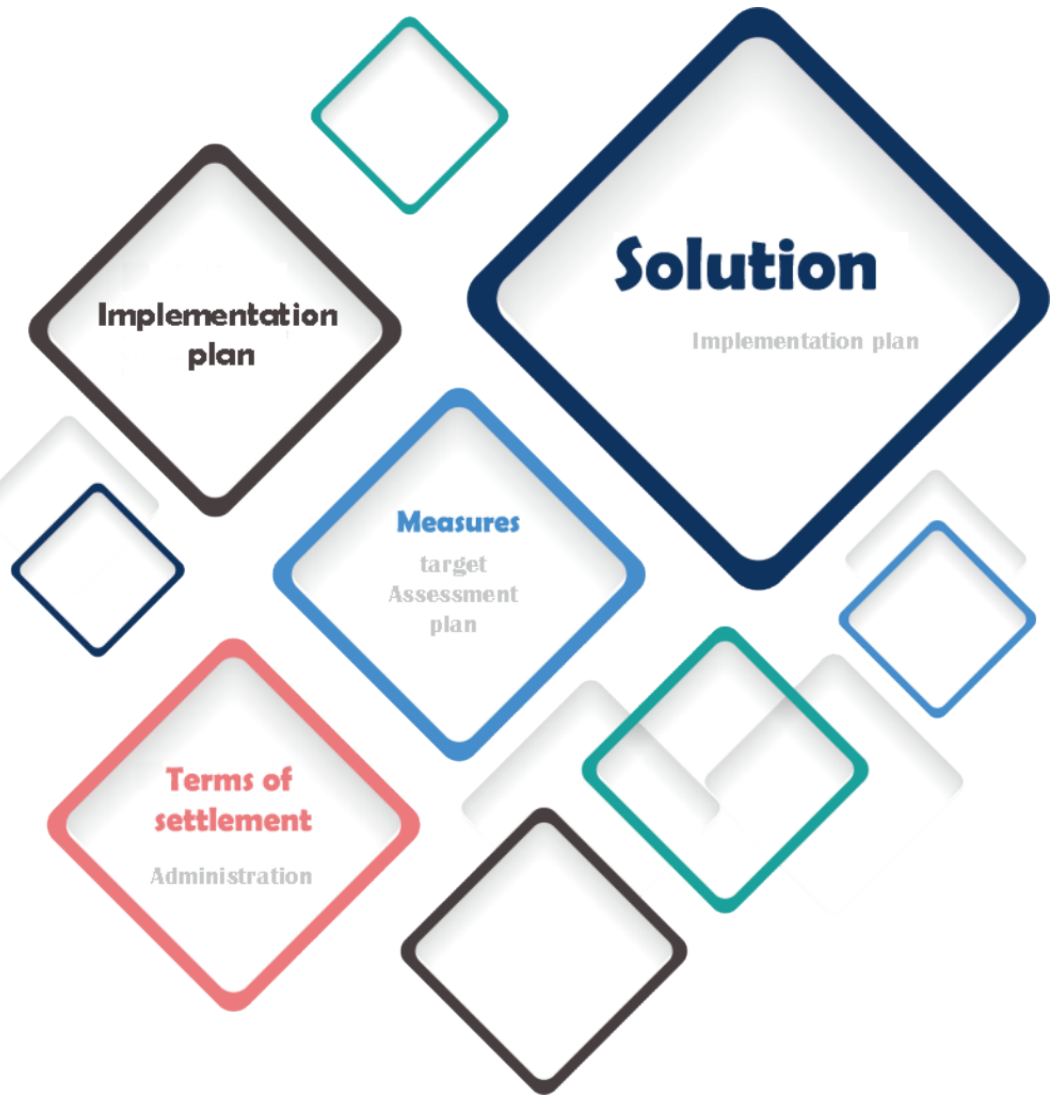 Solution
Implementation plan
Implementation
plan
Measures
target
Assessment
plan
Terms of
settlement
Administration